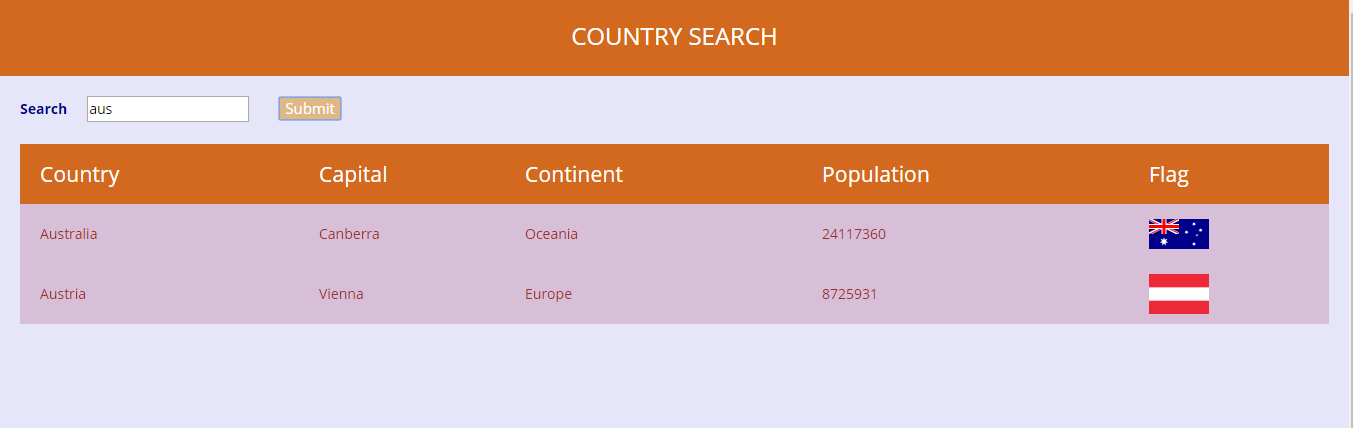 COUNTRY SEARCH
Search aus Submit
Country Capital Continent Population Flag
Australia Canberra Oceania 24117360
Austria Vienna Europe 8725931